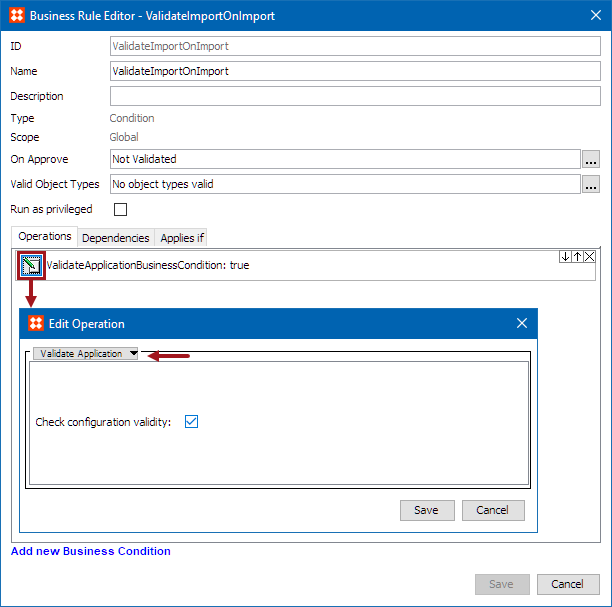 Business Rule Editor - ValidateImportOnImport
ID ValidateImportOnImport
Name ValidateImportOnImport
Description
Type Condition
Scope Global
On Approve Not Validated ...
Valid Object Types No object types valid ...
Run as privileged
Operations Dependencies Applies if
ValidateApplicationBusinessCondition: true
Edit Operation
Validate Application
Check configuration validity:
Save Cancel
Add new Business Condition
Save Cancel